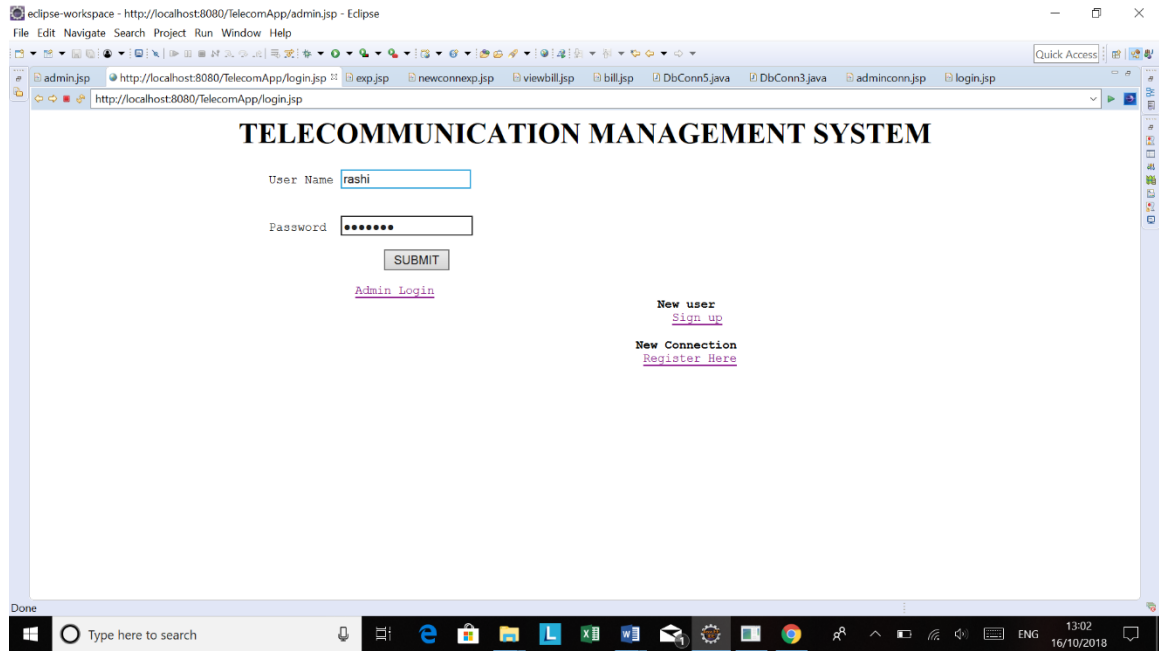 eclipse-workspace - http://localhost:8080/TelecomApp/admin.jsp - Eclipse
File Edit Navigate Search Project Run Window Help
Quick Access
admin.jsp http://localhost:8080/TelecomApp/login.jsp exp.jsp newconnexp.jsp viewbill.jsp bill.jsp DbConn5.java DbConn3.java adminconn.jsp login.jsp
http://localhost:8080/TelecomApp/login.jsp
TELECOMMUNICATION MANAGEMENT SYSTEM
User Name rashi
Password •••••••
SUBMIT
Admin Login
New user
Sign up
New Connection
Register Here
Done
Type here to search
L
1
ENG
13:02
16/10/2018